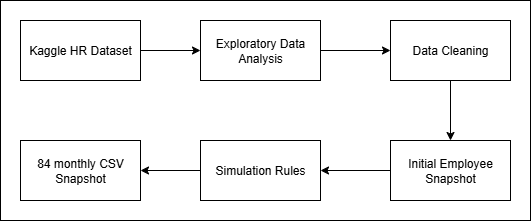 Kaggle HR Dataset
Exploratory Data
Analysis
Data Cleaning
Initial Employee
Snapshot
Simulation Rules
84 monthly CSV
Snapshot